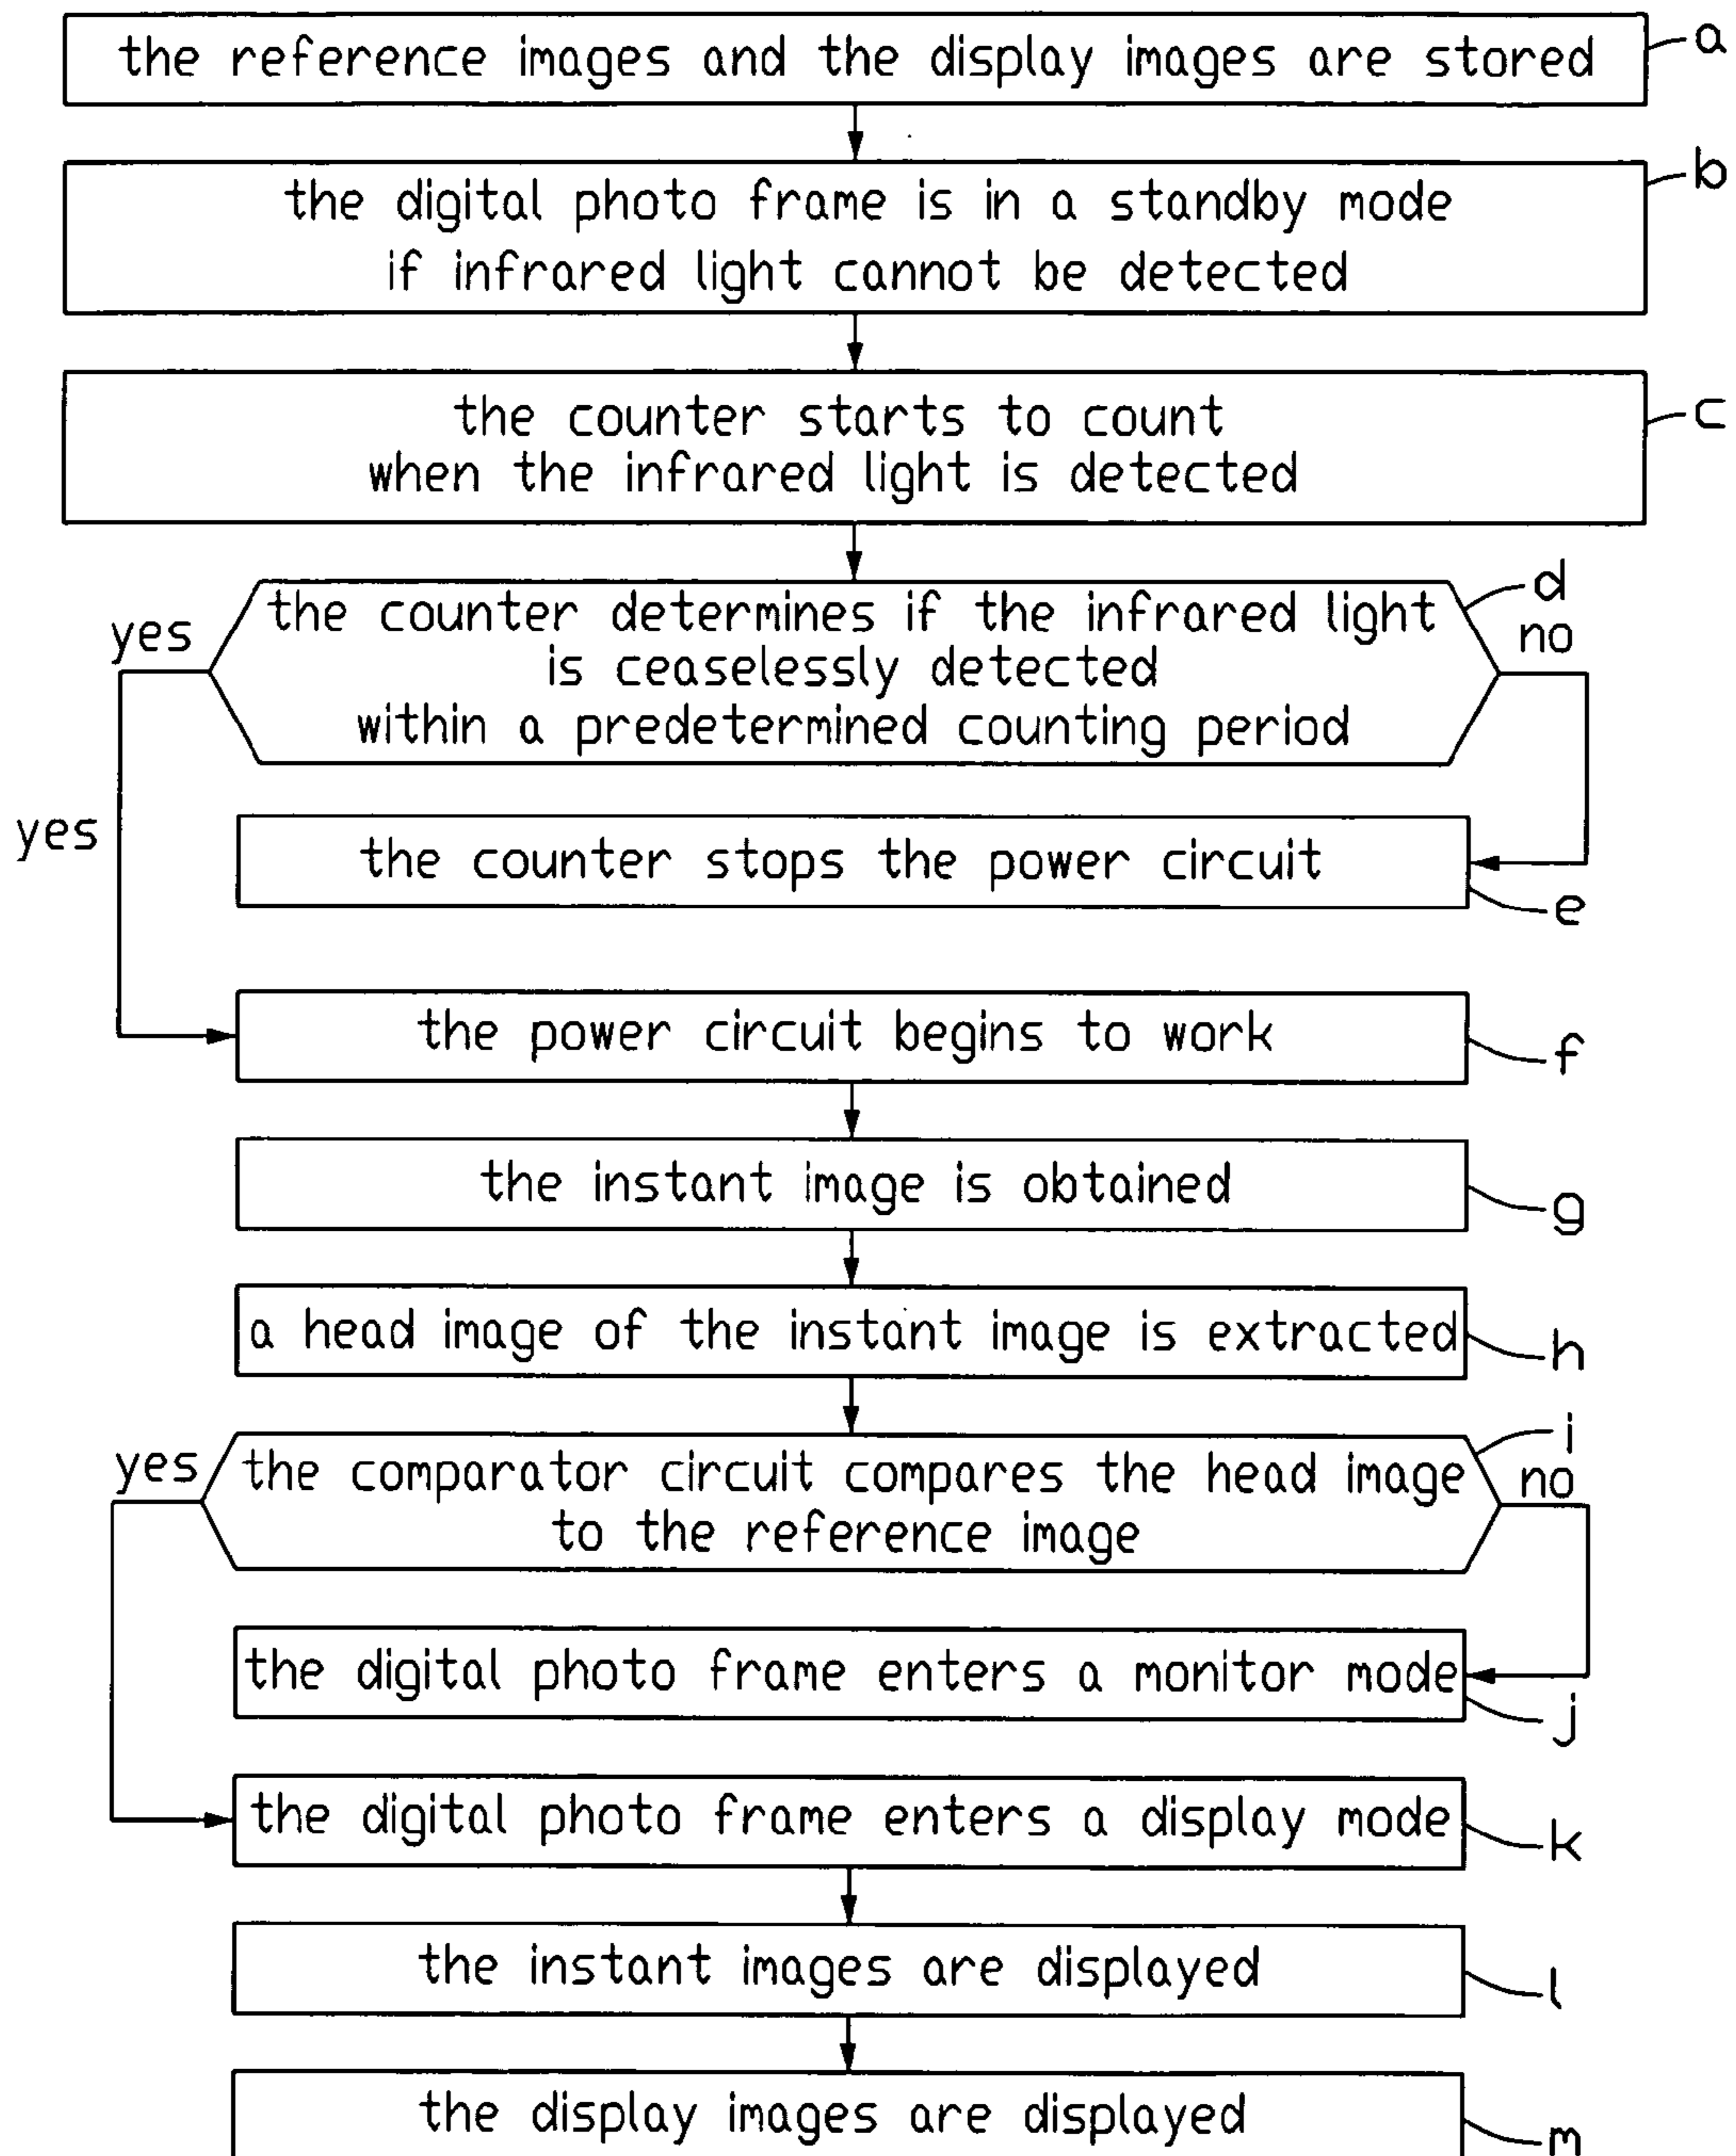 the reference images and the display images are stored
a
the digital photo frame is in a standby mode
if infrared light cannot be detected
b
the counter starts to count
when the infrared light is detected
c
the counter determines if the infrared light
is ceaselessly detected
within a predetermined counting period
d
yes
no
yes
the counter stops the power circuit
e
the power circuit begins to work
f
the instant image is obtained
g
a head image of the instant image is extracted
h
the comparator circuit compares the head image
to the reference image
i
yes
no
the digital photo frame enters a monitor mode
j
the digital photo frame enters a display mode
k
the instant images are displayed
l
the display images are displayed
m